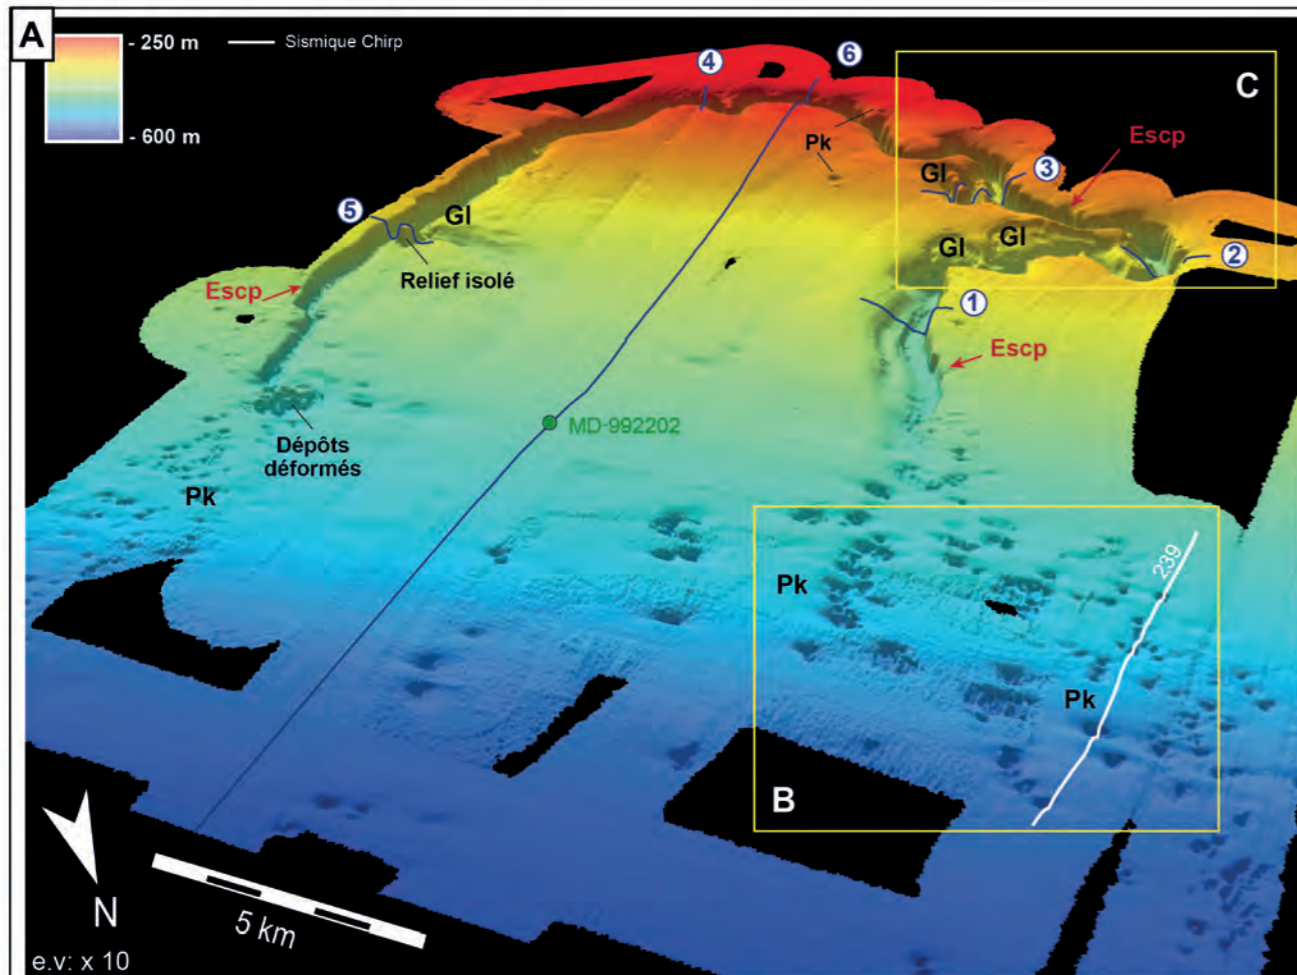 A
- 250 m
- 600 m
Sismique Chirp
4
6
C
Pk
Escp
Gl
3
5
Gl
Gl
Gl
2
Relief isolé
Escp
1
Escp
MD-992202
Dépôts
déformés
Pk
239
Pk
Pk
B
N
5 km
e.v: x 10